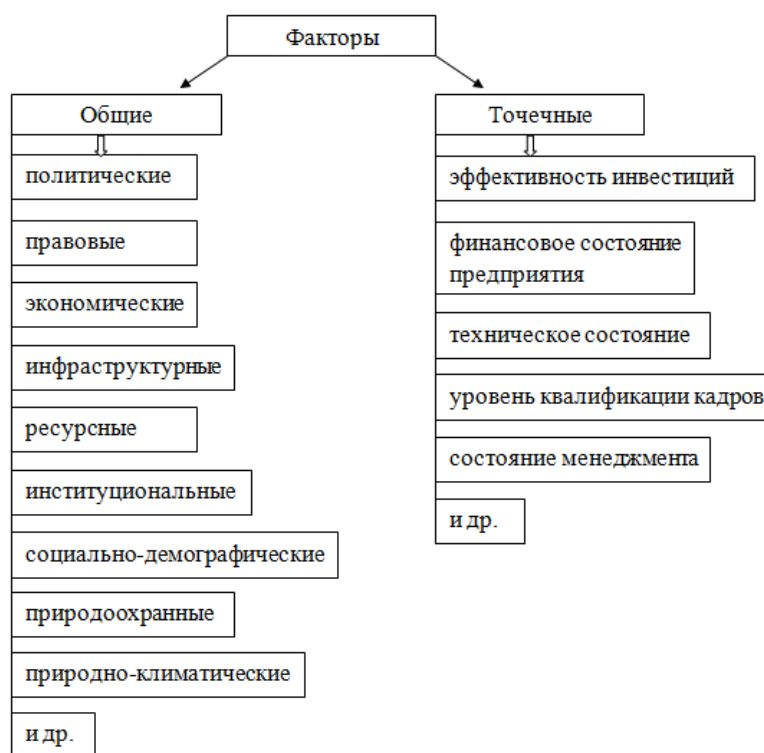 Факторы
Общие
политические
правовые
экономические
инфраструктурные
ресурсные
институциональные
социально-демографические
природоохранные
природно-климатические
и др.
Точечные
эффективность инвестиций
финансовое состояние
предприятия
техническое состояние
уровень квалификации кадров
состояние менеджмента
и др.